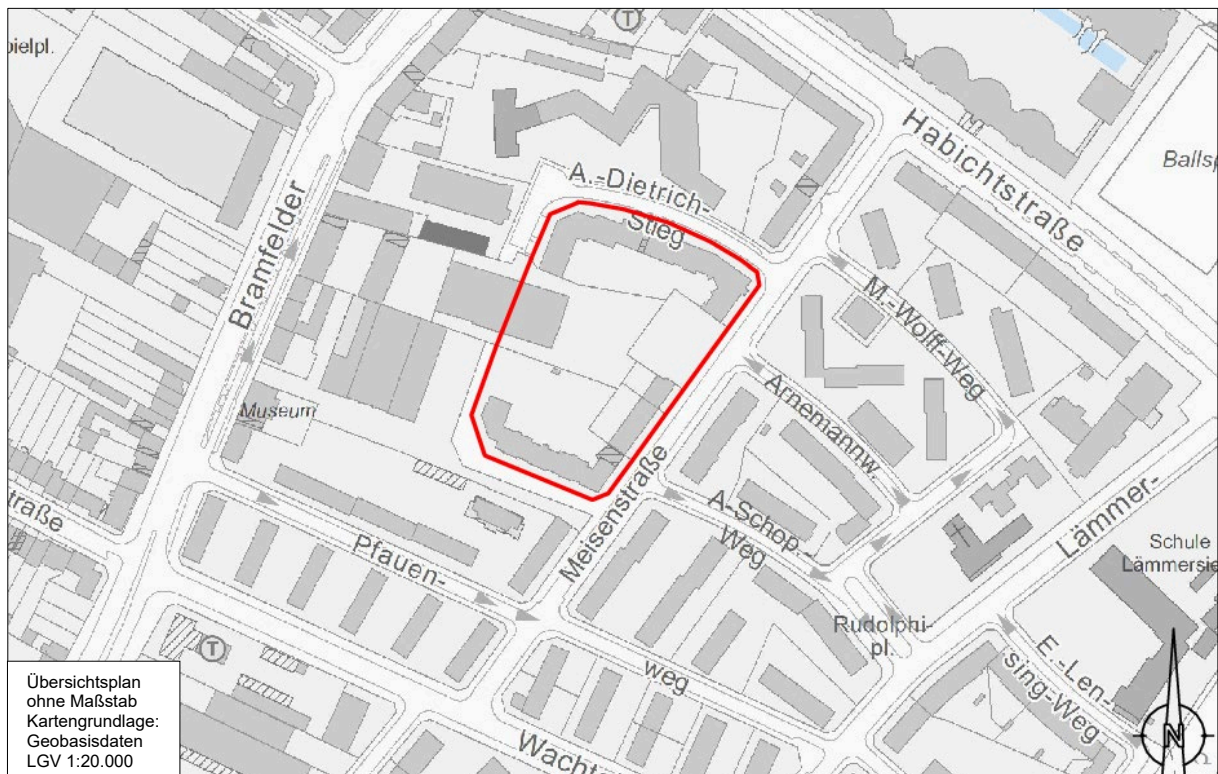 T
pielpl.
Habichtstraße
Ballsp
A.-Dietrich-
Stieg
Bramfelder
M.-Wolff-Weg
Arnemannw.
Museum
Meisenstraße
A-Schop.-
Weg
Lämmer-
Schule
Lämmersie
traße
Pfauen-
weg
Rudolphi-
pl.
T
E.-Len-
sing-Weg
Wacht
Übersichtsplan
ohne Maßstab
Kartengrundlage:
Geobasisdaten
LGV 1:20.000
N